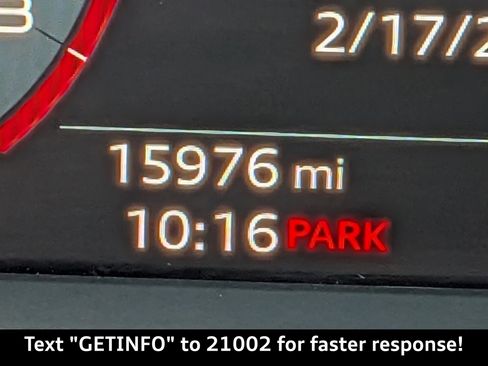 2/17/2
15976 mi
10:16 PARK
Text "GETINFO" to 21002 for faster response!